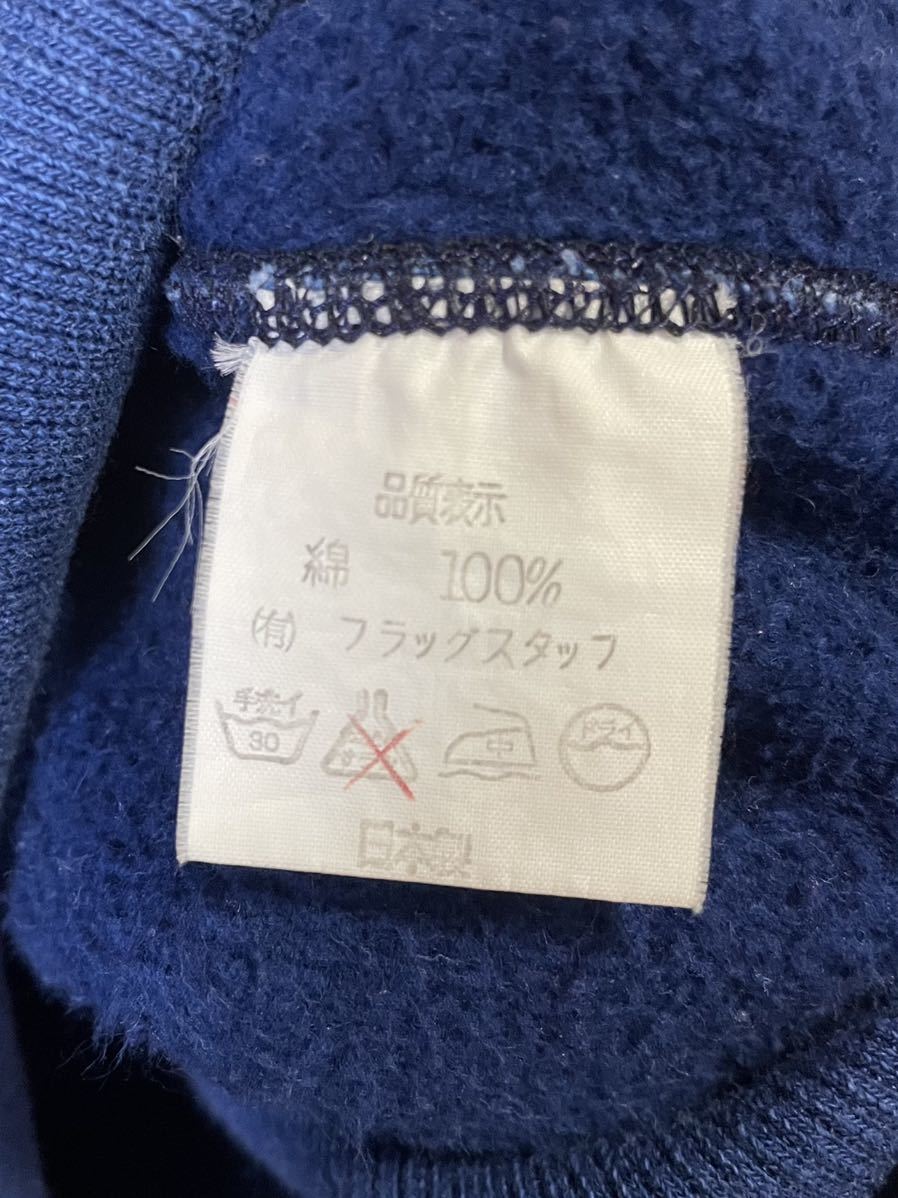 品質表示
綿 100%
(有) フラッグスタッフ
手洗イ 30 中 ドライ
日本製